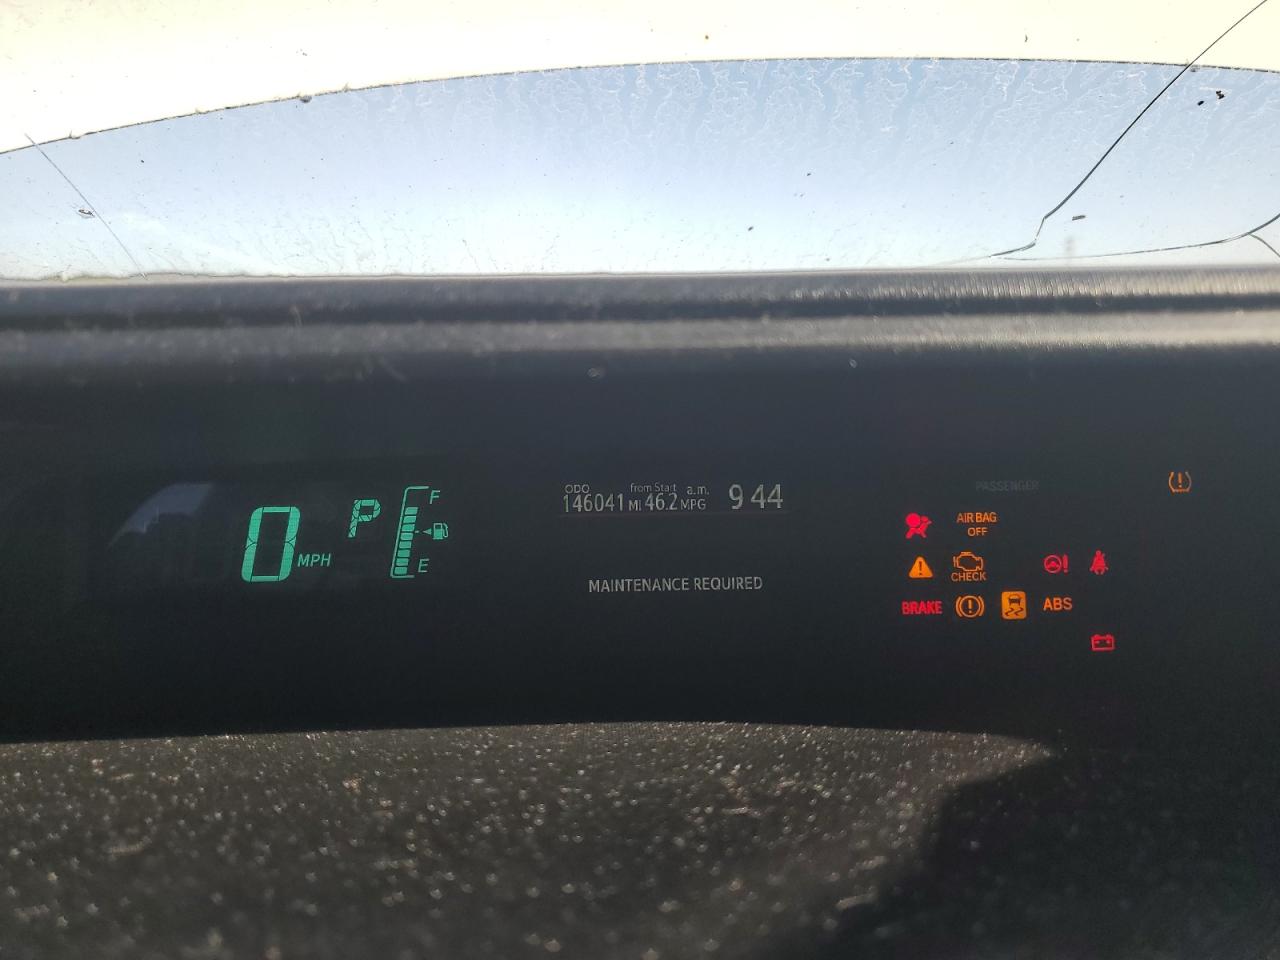 0 MPH
P
F
E
ODO from Start a.m.
146041 MI 46.2 MPG 9 44
MAINTENANCE REQUIRED
PASSENGER
AIR BAG
OFF
CHECK
BRAKE ABS